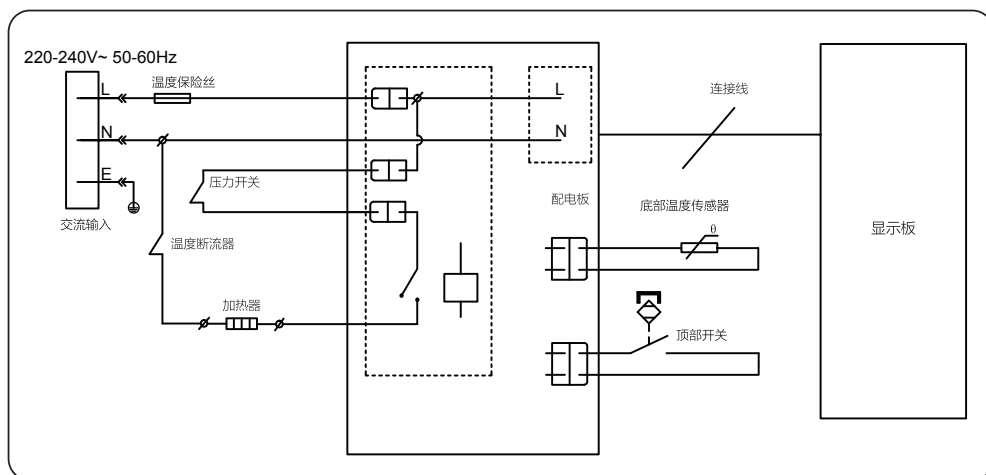 220-240V~ 50-60Hz
L
温度保险丝
N
E
交流输入
压力开关
温度断流器
加热器
L
N
配电板
连接线
底部温度传感器
θ
顶部开关
显示板